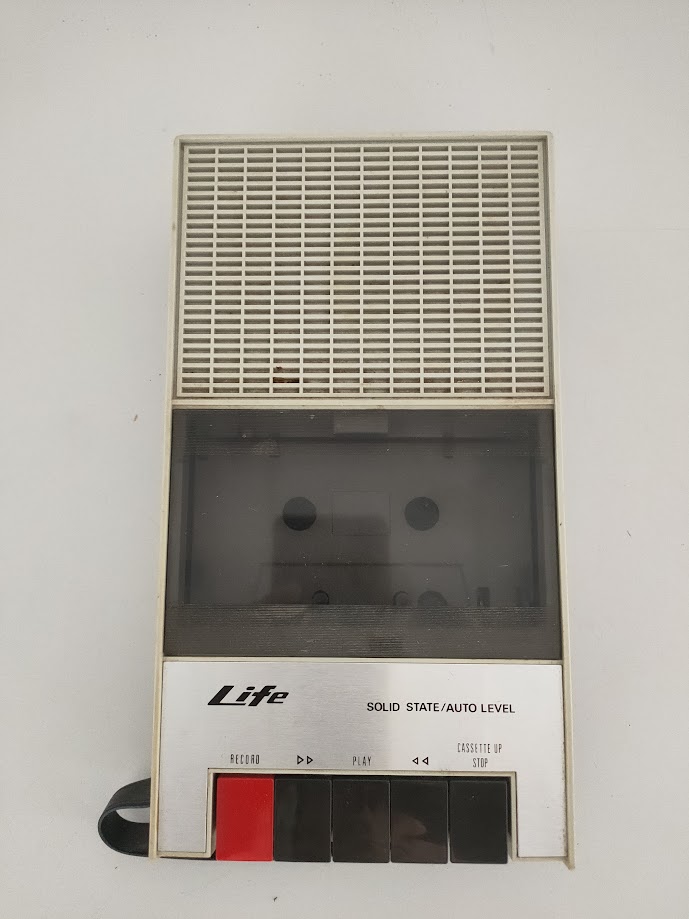 Life
SOLID STATE/AUTO LEVEL
RECORD ▷▷ PLAY ◁◁ CASSETTE UP
STOP